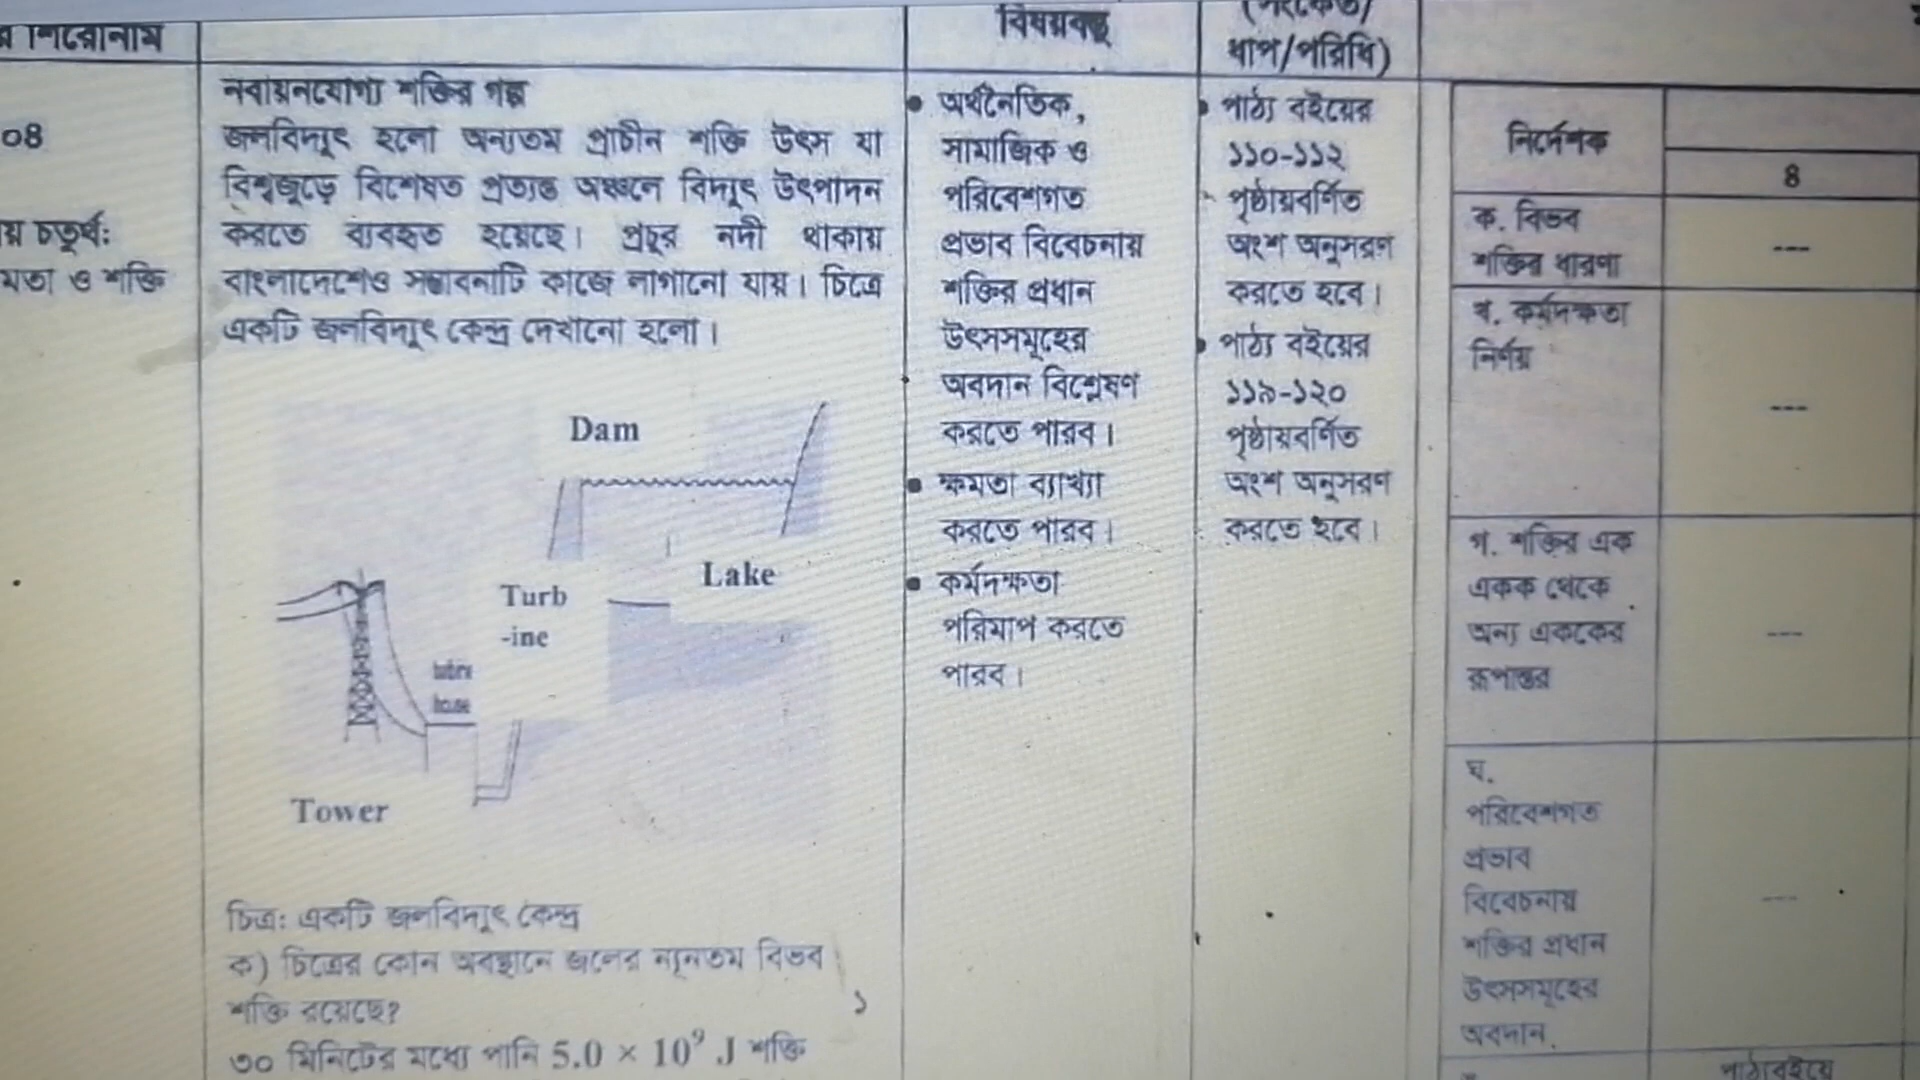 শিরোনাম
বিষয়বস্তু
(সংকেত/
ধাপ/পরিধি)
০৪
চতুর্থ:
ও শক্তি
নবায়নযোগ্য শক্তির গল্প
জলবিদ্যুৎ হলো অন্যতম প্রাচীন শক্তি উৎস যা
বিশ্বজুড়ে বিশেষত প্রত্যন্ত অঞ্চলে বিদ্যুৎ উৎপাদন
করতে ব্যবহৃত হয়েছে। প্রচুর নদী থাকায়
বাংলাদেশেও সম্ভাবনাটি কাজে লাগানো যায়। চিত্রে
একটি জলবিদ্যুৎ কেন্দ্র দেখানো হলো।
Dam
Lake
Turb
-ine
Tower
চিত্র: একটি জলবিদ্যুৎ কেন্দ্র
ক) চিত্রের কোন অবস্থানে জলের ন্যূনতম বিভব
শক্তি রয়েছে?
১
৩০ মিনিটের মধ্যে পানি 5.0 × 10⁹ J শক্তি
• অর্থনৈতিক,
সামাজিক ও
পরিবেশগত
প্রভাব বিবেচনায়
শক্তির প্রধান
উৎসসমূহের
অবদান বিশ্লেষণ
করতে পারব।
• ক্ষমতা ব্যাখ্যা
করতে পারব।
• কর্মদক্ষতা
পরিমাপ করতে
পারব।
• পাঠ্য বইয়ের
১১০-১১২
পৃষ্ঠায়বর্ণিত
অংশ অনুসরণ
করতে হবে।
• পাঠ্য বইয়ের
১১৯-১২০
পৃষ্ঠায়বর্ণিত
অংশ অনুসরণ
করতে হবে।
নির্দেশক
৪
ক. বিভব
শক্তির ধারণা
---
খ. কর্মদক্ষতা
নির্ণয়
---
গ. শক্তির এক
একক থেকে
অন্য এককের
রূপান্তর
---
ঘ.
পরিবেশগত
প্রভাব
বিবেচনায়
শক্তির প্রধান
উৎসসমূহের
অবদান
---
পাঠ্যবইয়ে